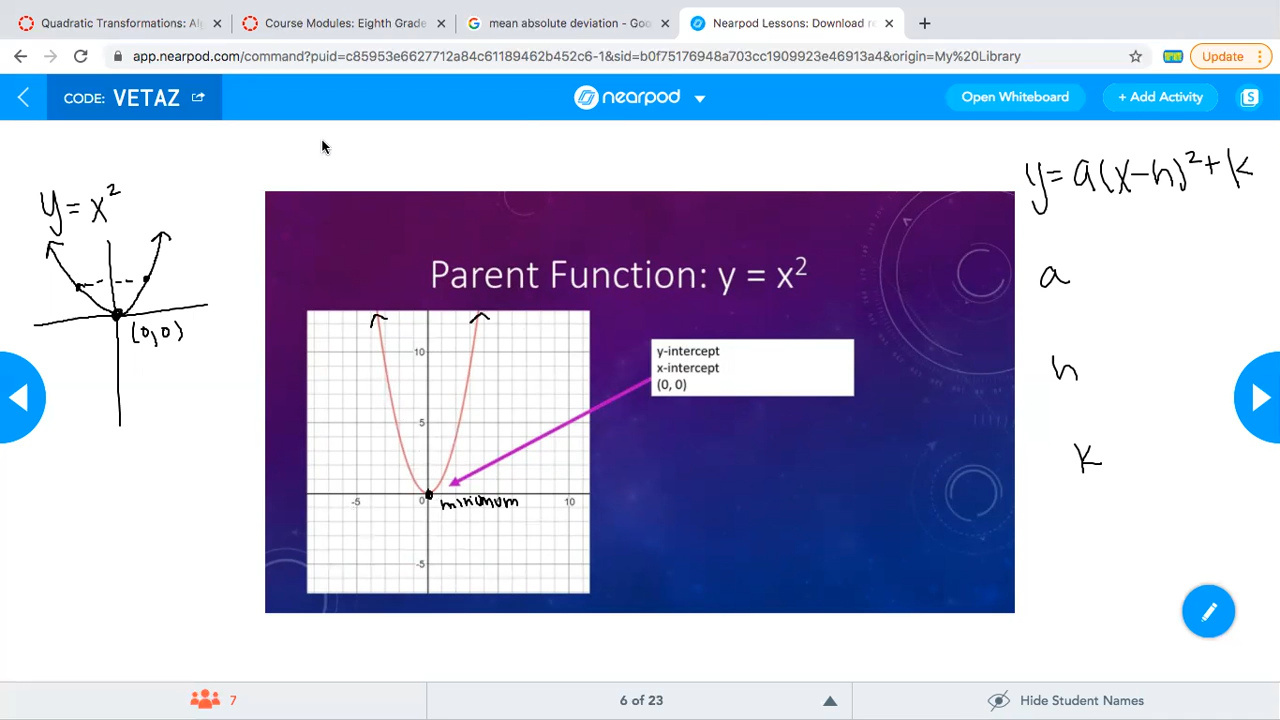 Quadratic Transformations: Al
Course Modules: Eighth Grade
mean absolute deviation - Goo
Nearpod Lessons: Download re
app.nearpod.com/command?puid=c85953e6627712a84c61189462b452c6-1&sid=b0f75176948a703cc1909923e46913a4&origin=My%20Library
Update
CODE: VETAZ
nearpod
Open Whiteboard
+ Add Activity
S
y = a(x-h)²+k
y = x²
(0,0)
Parent Function: y = x²
10
5
0
-5
10
-5
minimum
y-intercept
x-intercept
(0, 0)
a
h
k
7
6 of 23
Hide Student Names